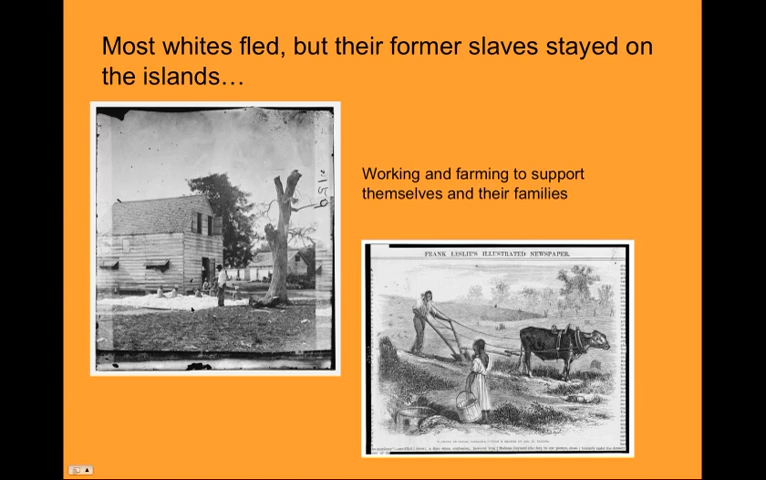 Most whites fled, but their former slaves stayed on
the islands…
Working and farming to support
themselves and their families
FRANK LESLIE'S ILLUSTRATED NEWSPAPER.